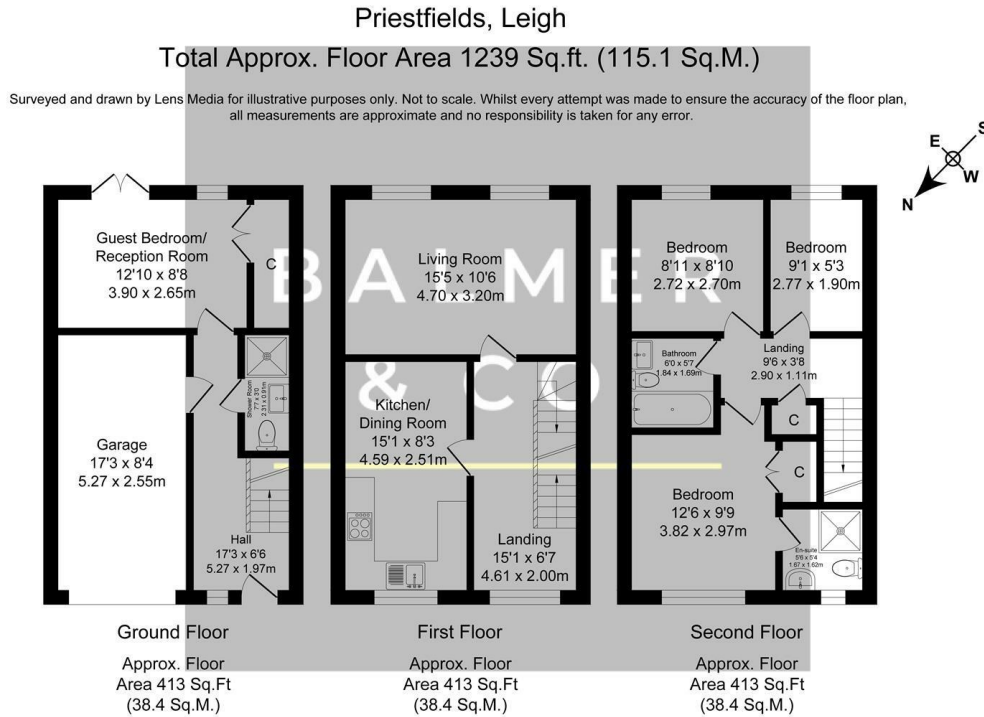 Priestfields, Leigh
Total Approx. Floor Area 1239 Sq.ft. (115.1 Sq.M.)
Surveyed and drawn by Lens Media for illustrative purposes only. Not to scale. Whilst every attempt was made to ensure the accuracy of the floor plan,
all measurements are approximate and no responsibility is taken for any error.
S
E
W
N
BALMER
& CO
Guest Bedroom/
Reception Room
12'10 x 8'8
3.90 x 2.65m
C
Shower Room
7'7 x 3'0
2.31 x 0.91m
Garage
17'3 x 8'4
5.27 x 2.55m
Hall
17'3 x 6'6
5.27 x 1.97m
Living Room
15'5 x 10'6
4.70 x 3.20m
Kitchen/
Dining Room
15'1 x 8'3
4.59 x 2.51m
Landing
15'1 x 6'7
4.61 x 2.00m
Bedroom
8'11 x 8'10
2.72 x 2.70m
Bedroom
9'1 x 5'3
2.77 x 1.90m
Bathroom
6'0 x 5'7
1.84 x 1.69m
Landing
9'6 x 3'8
2.90 x 1.11m
C
C
Bedroom
12'6 x 9'9
3.82 x 2.97m
En-suite
5'6 x 5'4
1.67 x 1.62m
Ground Floor
Approx. Floor
Area 413 Sq.Ft
(38.4 Sq.M.)
First Floor
Approx. Floor
Area 413 Sq.Ft
(38.4 Sq.M.)
Second Floor
Approx. Floor
Area 413 Sq.Ft
(38.4 Sq.M.)